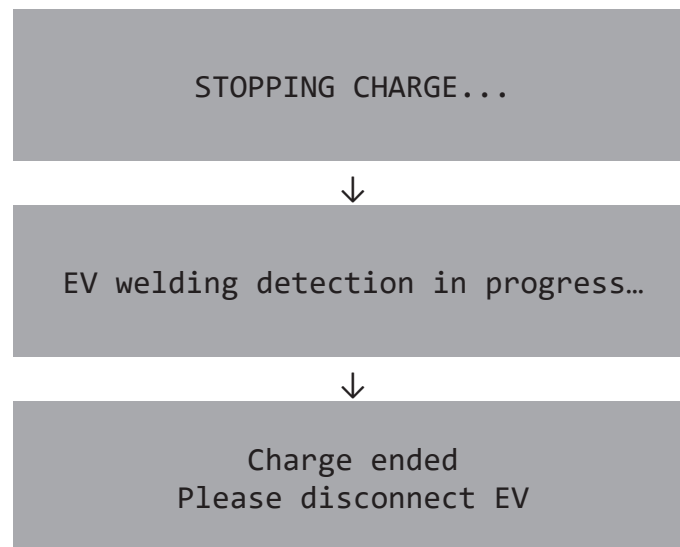 STOPPING CHARGE...
↓
EV welding detection in progress…
↓
Charge ended
Please disconnect EV